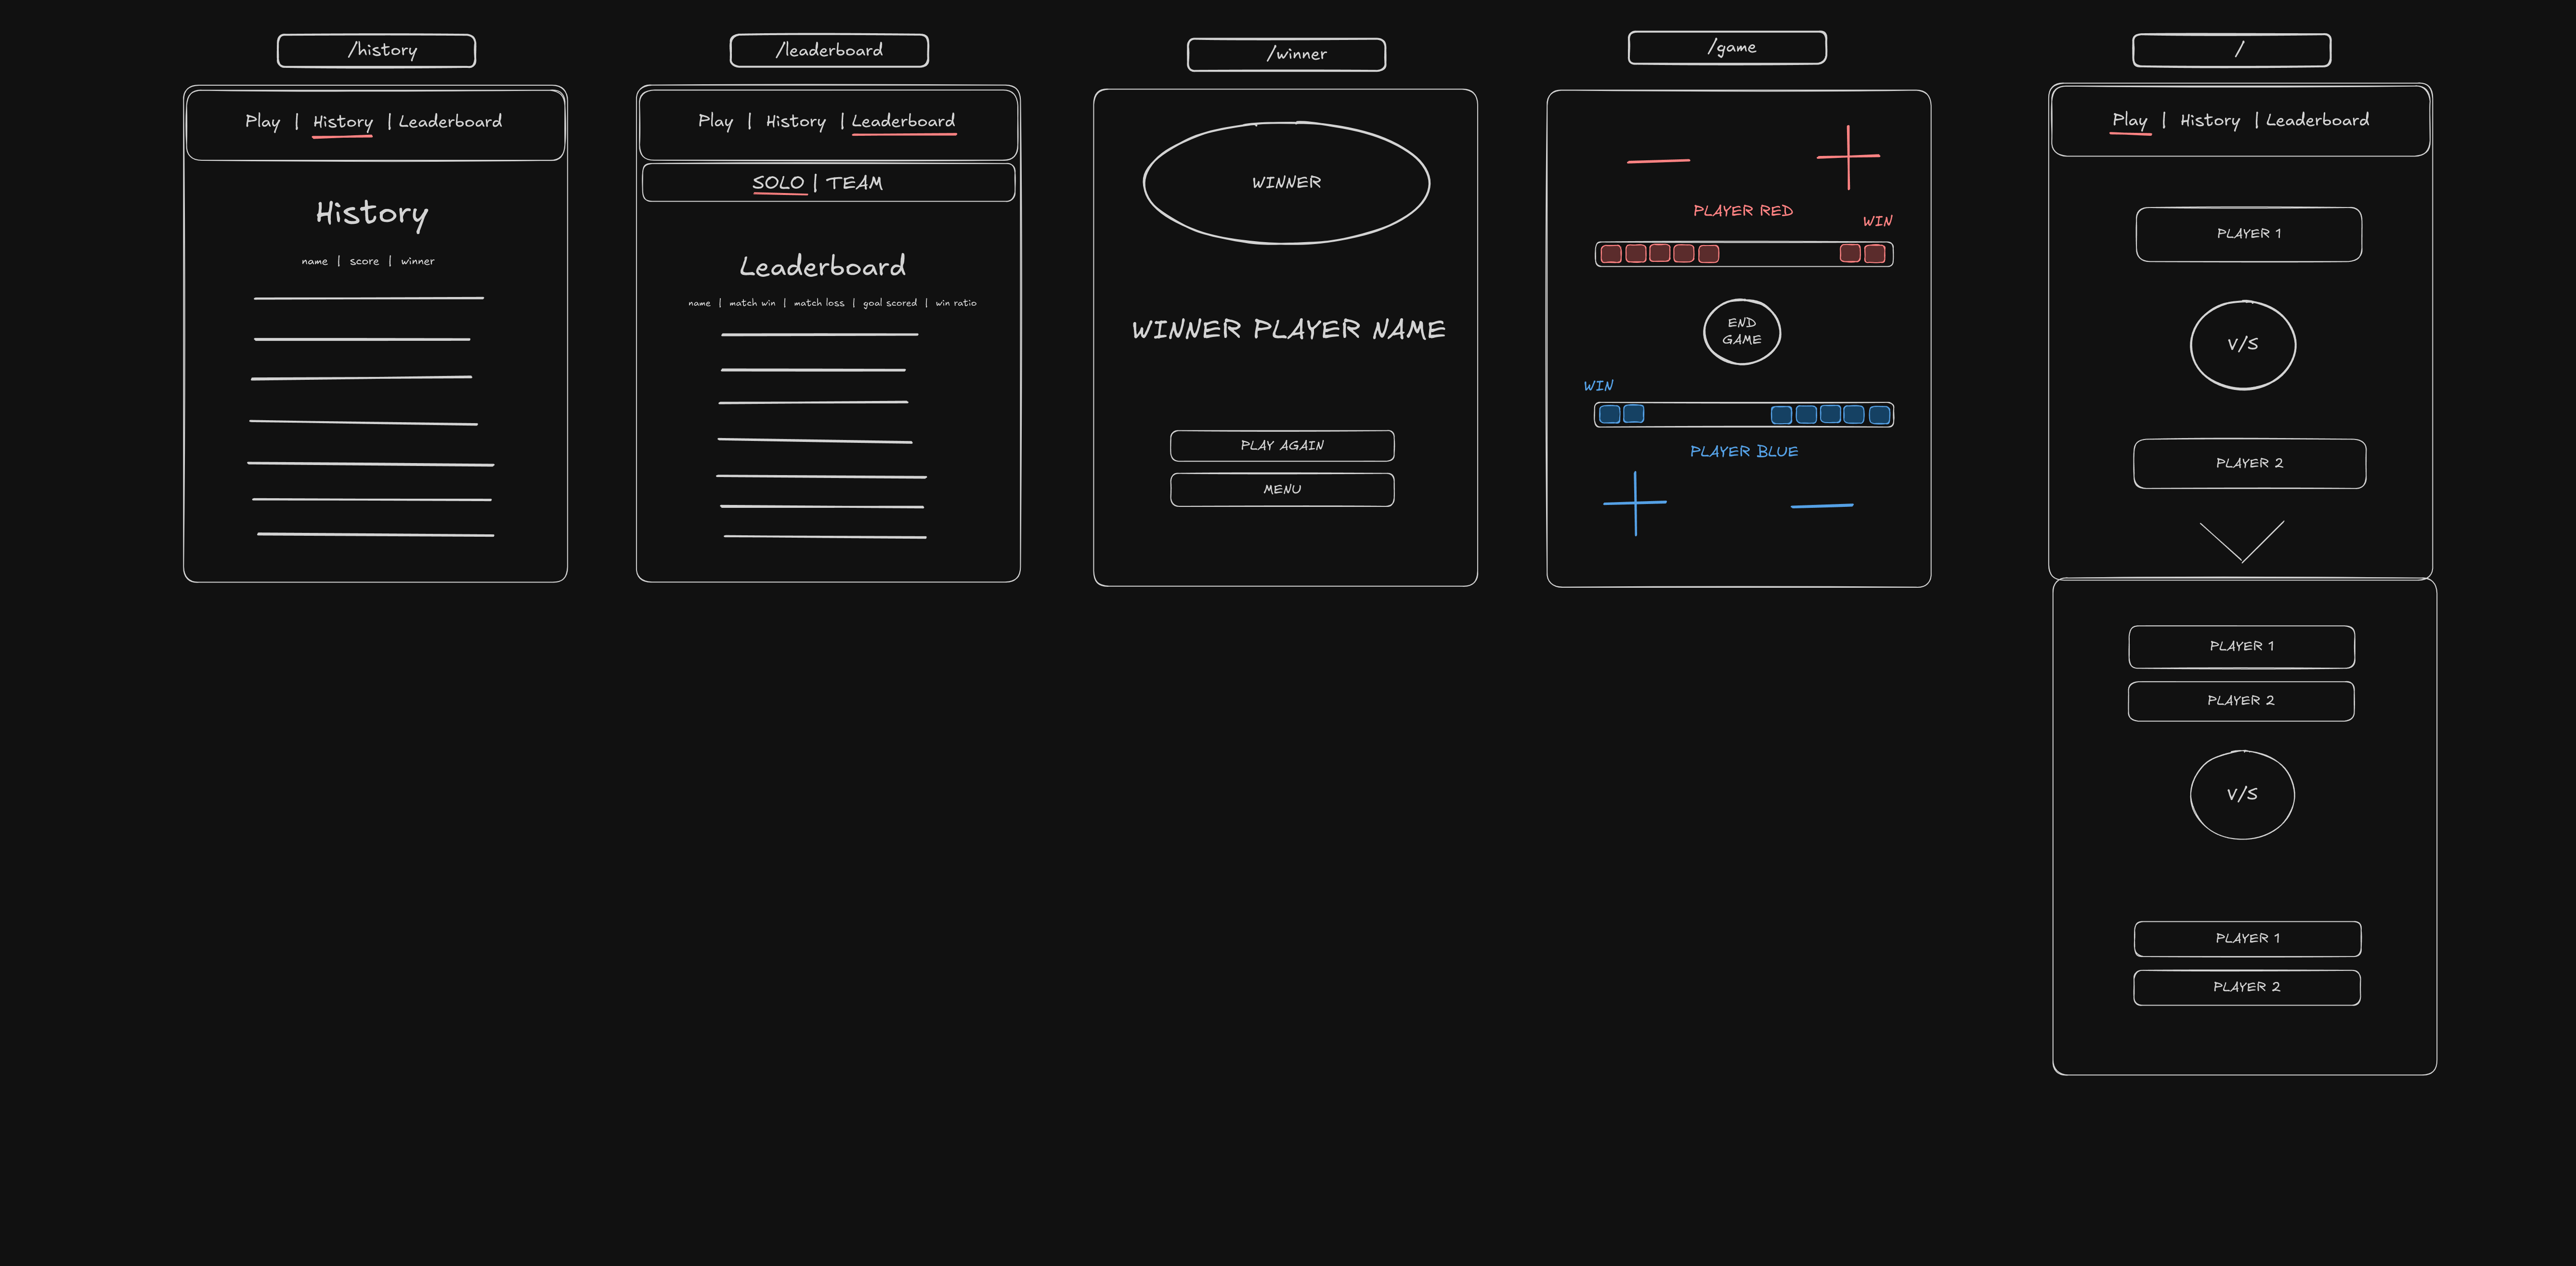 /history
Play | History | Leaderboard
History
name | score | winner
/leaderboard
Play | History | Leaderboard
SOLO | TEAM
Leaderboard
name | match win | match loss | goal scored | win ratio
/winner
WINNER
WINNER PLAYER NAME
PLAY AGAIN
MENU
/game
PLAYER RED
WIN
END
GAME
WIN
PLAYER BLUE
/
Play | History | Leaderboard
PLAYER 1
V/S
PLAYER 2
PLAYER 1
PLAYER 2
V/S
PLAYER 1
PLAYER 2